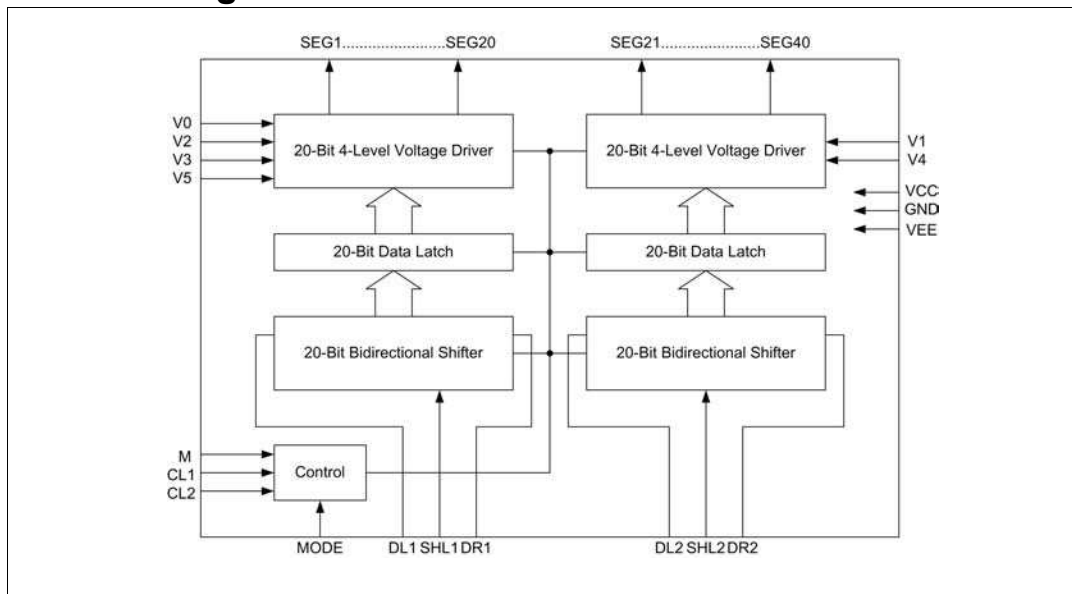 SEG1........................SEG20
SEG21.......................SEG40
V0
V2
V3
V5
20-Bit 4-Level Voltage Driver
20-Bit 4-Level Voltage Driver
V1
V4
VCC
GND
VEE
20-Bit Data Latch
20-Bit Data Latch
20-Bit Bidirectional Shifter
20-Bit Bidirectional Shifter
M
CL1
CL2
Control
MODE
DL1 SHL1 DR1
DL2 SHL2 DR2